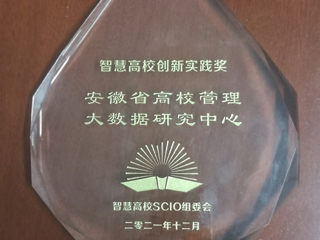 智慧高校创新实践奖
安徽省高校管理
大数据研究中心
智慧高校SCIO组委会
二零二一年十二月